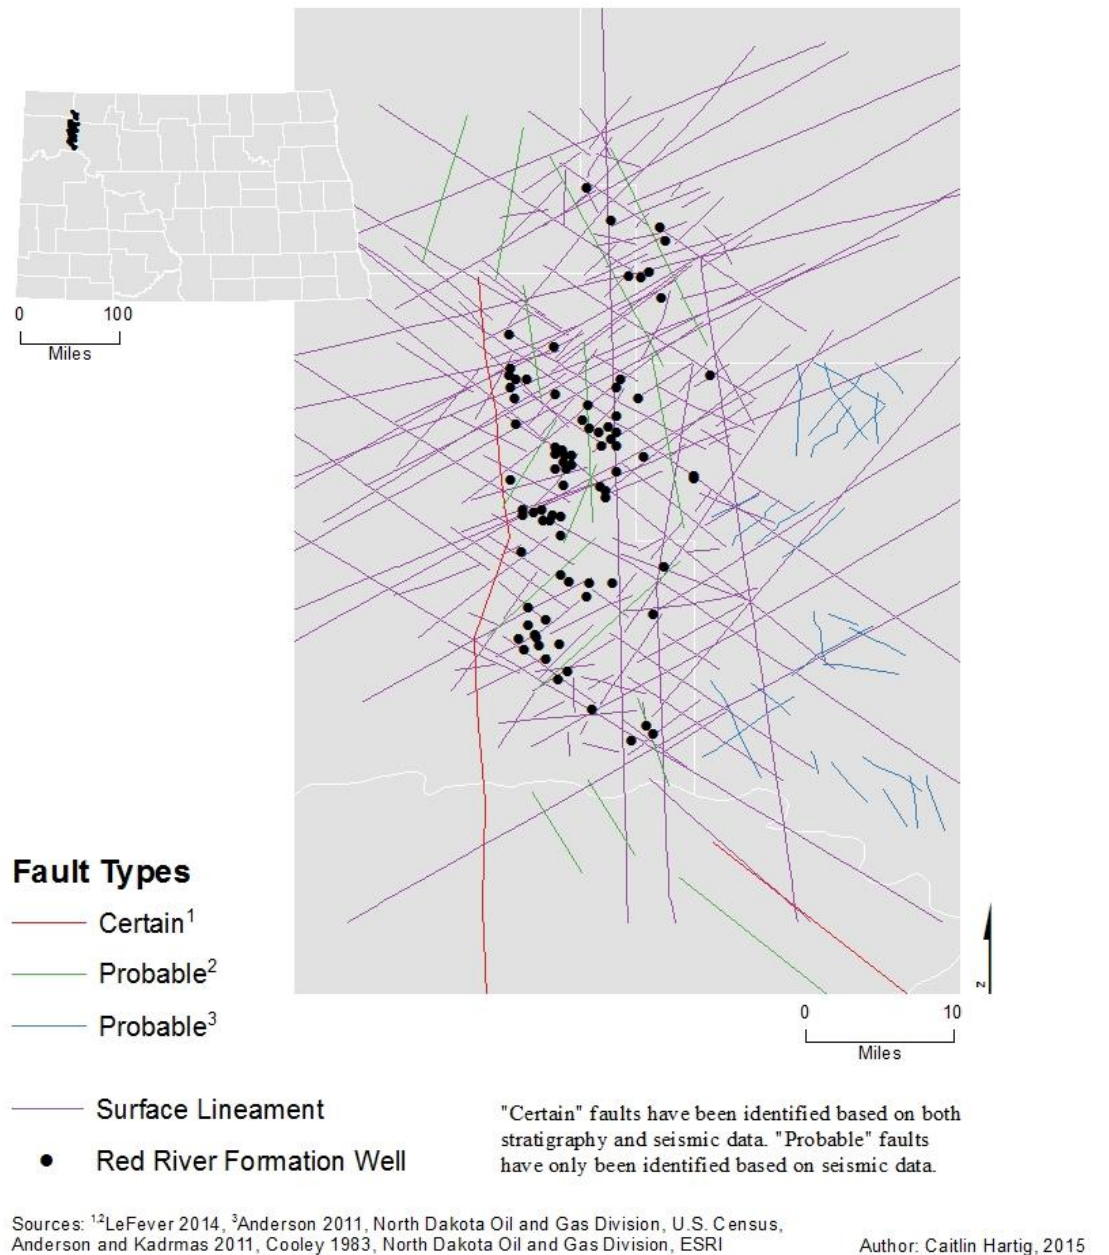 0 100
Miles
Fault Types
Certain¹
Probable²
Probable³
Surface Lineament
Red River Formation Well
z
0 10
Miles
"Certain" faults have been identified based on both
stratigraphy and seismic data. "Probable" faults
have only been identified based on seismic data.
Sources: ¹·²LeFever 2014, ³Anderson 2011, North Dakota Oil and Gas Division, U.S. Census,
Anderson and Kadrmas 2011, Cooley 1983, North Dakota Oil and Gas Division, ESRI
Author: Caitlin Hartig, 2015